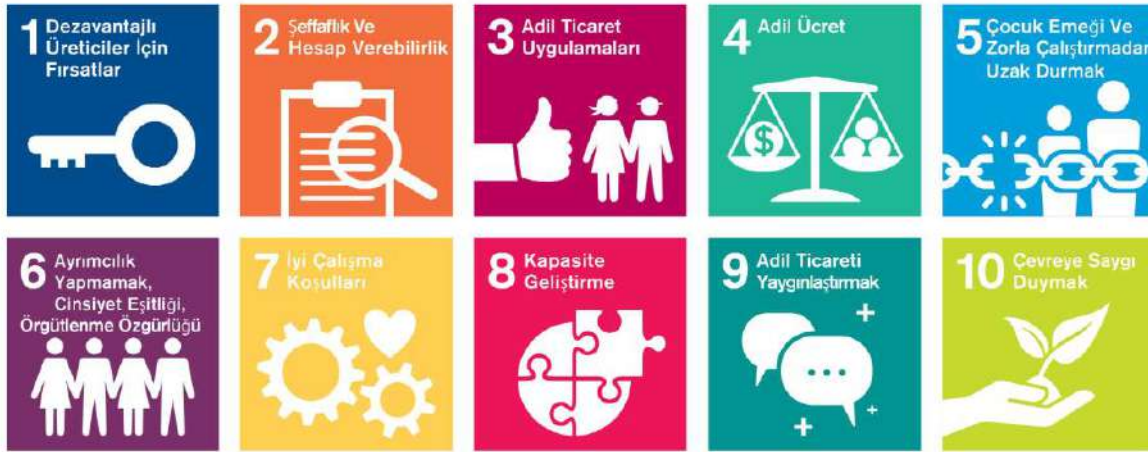 1 Dezavantajlı
Üreticiler İçin
Fırsatlar
2 Şeffaflık Ve
Hesap Verebilirlik
3 Adil Ticaret
Uygulamaları
4 Adil Ücret
$
5 Çocuk Emeği Ve
Zorla Çalıştırmadan
Uzak Durmak
6 Ayrımcılık
Yapmamak,
Cinsiyet Eşitliği,
Örgütlenme Özgürlüğü
7 İyi Çalışma
Koşulları
8 Kapasite
Geliştirme
9 Adil Ticareti
Yaygınlaştırmak
10 Çevreye Saygı
Duymak